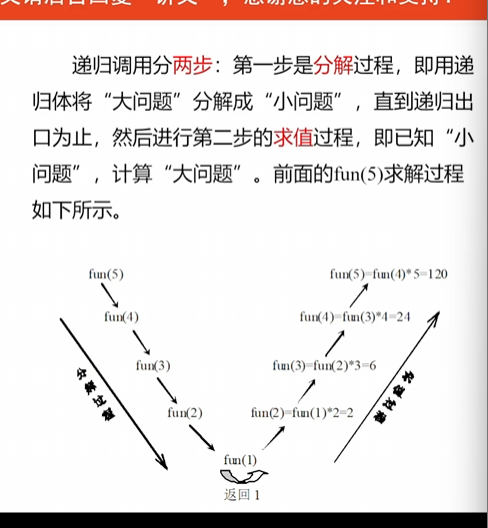 递归调用分两步：第一步是分解过程，即用递
归体将“大问题”分解成“小问题”，直到递归出
口为止，然后进行第二步的求值过程，即已知“小
问题”，计算“大问题”。前面的fun(5)求解过程
如下所示。
fun(5)
fun(5)=fun(4)*5=120
fun(4)
fun(4)=fun(3)*4=24
fun(3)
fun(3)=fun(2)*3=6
分解过程
求值过程
fun(2)
fun(2)=fun(1)*2=2
fun(1)
返回 1